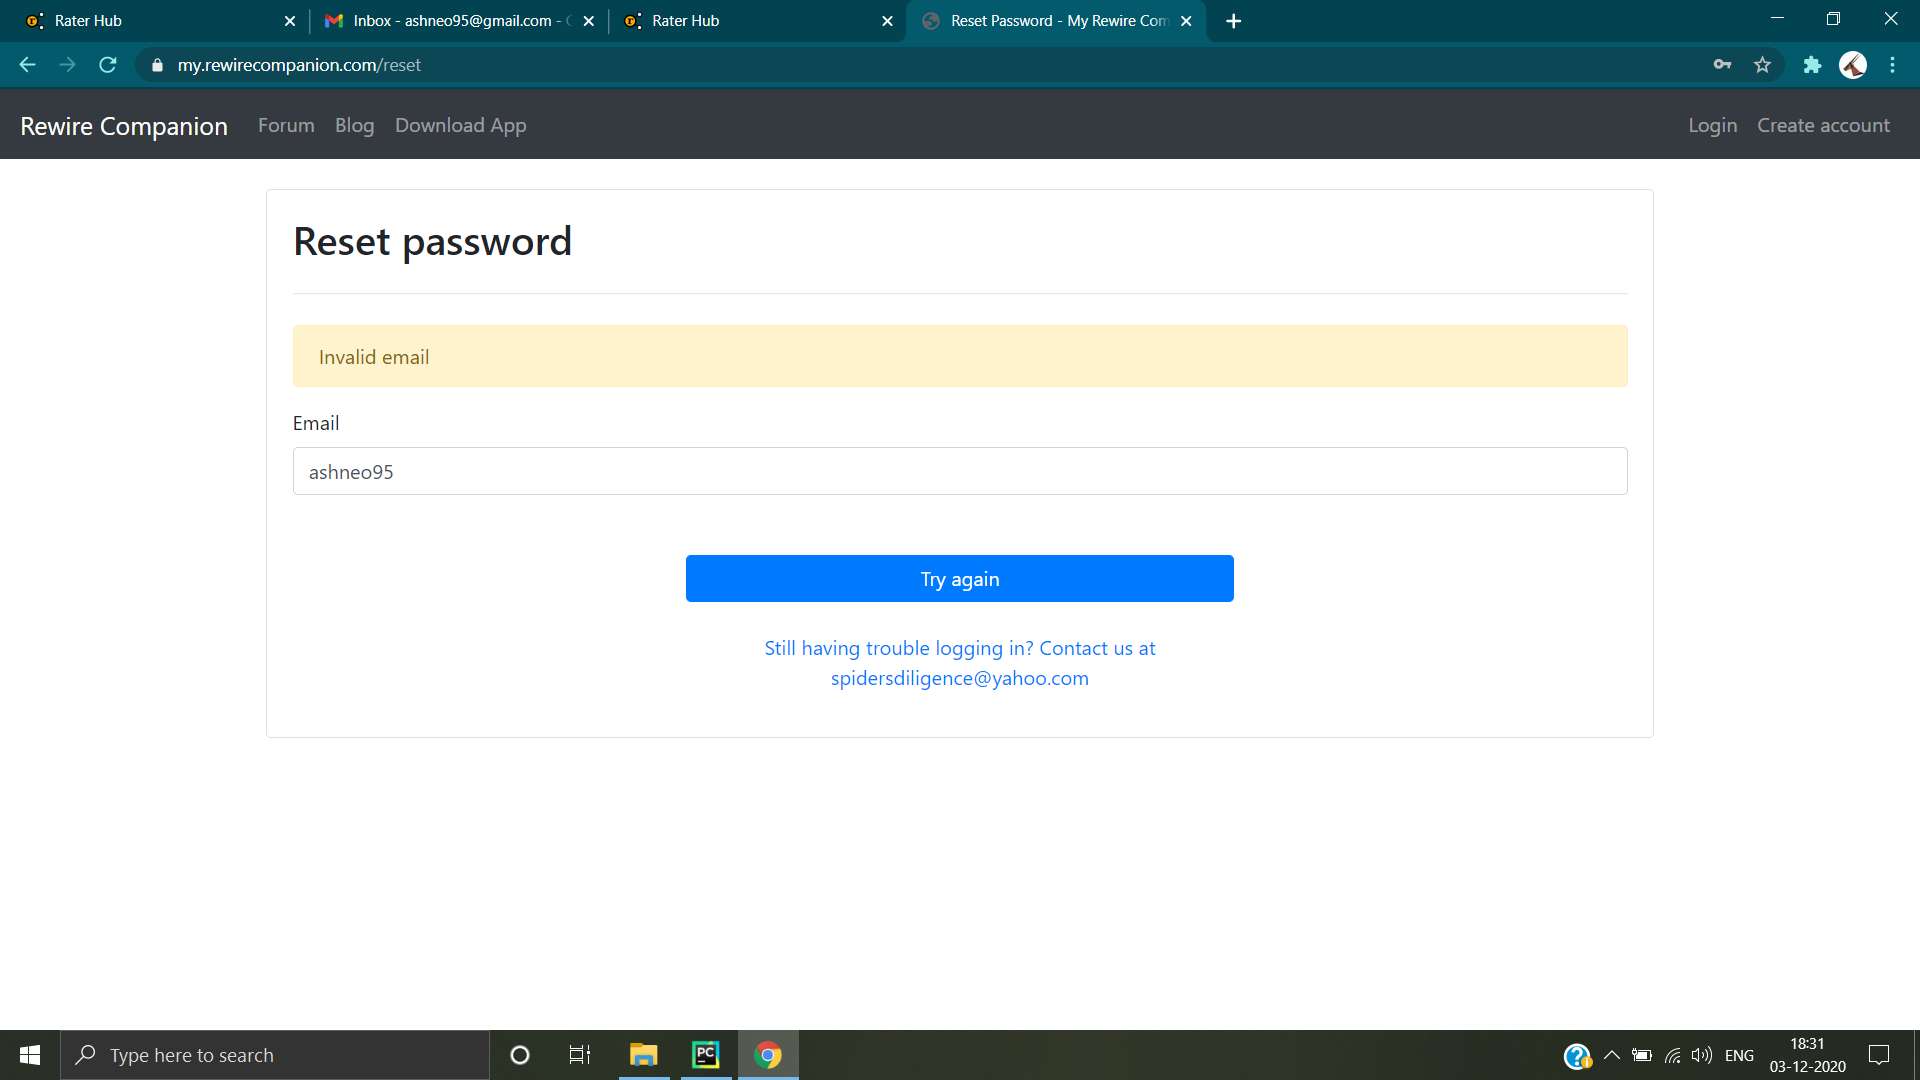 Rater Hub
Inbox - ashneo95@gmail.com -
Rater Hub
Reset Password - My Rewire Com
my.rewirecompanion.com/reset
Rewire Companion Forum Blog Download App Login Create account
Reset password
Invalid email
Email
ashneo95
Try again
Still having trouble logging in? Contact us at
spidersdiligence@yahoo.com
Type here to search
PC
ENG
18:31
03-12-2020